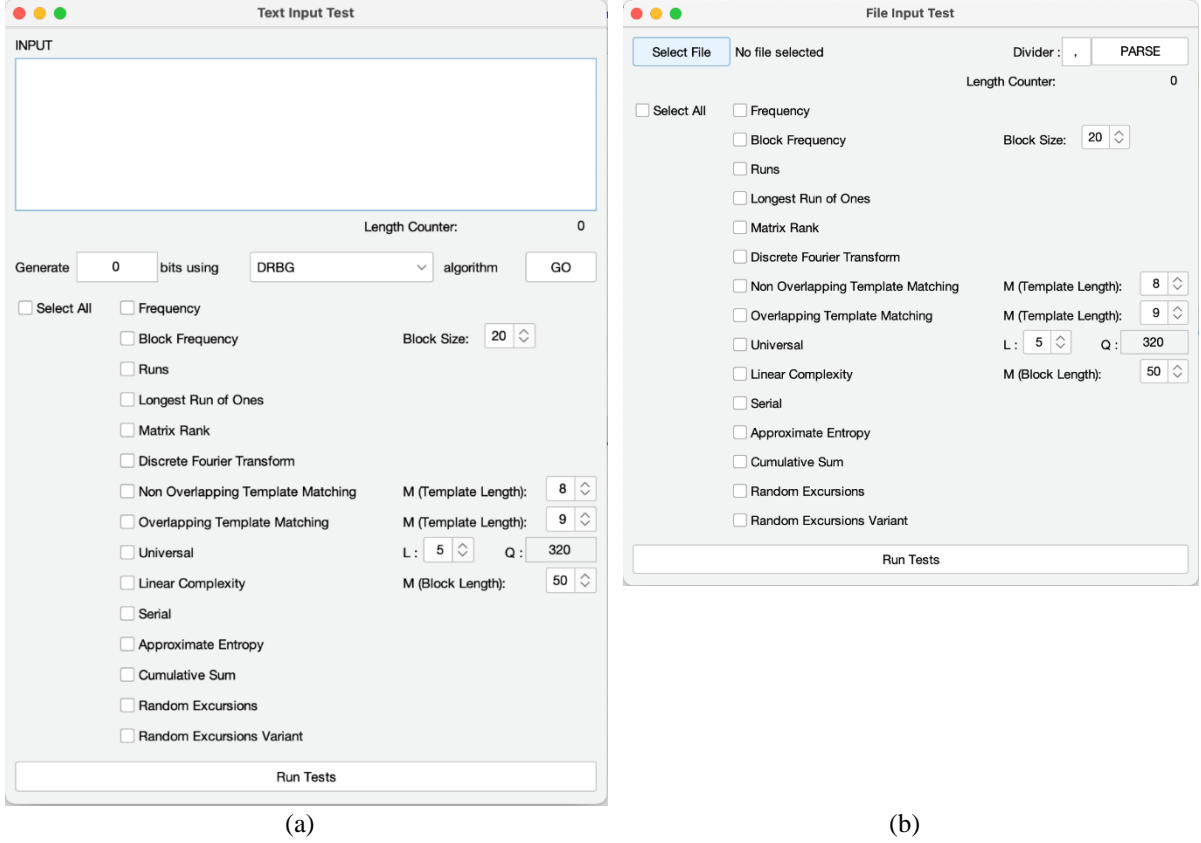 Text Input Test
INPUT
Length Counter: 0
Generate 0 bits using DRBG algorithm GO
Select All Frequency
Block Frequency Block Size: 20
Runs
Longest Run of Ones
Matrix Rank
Discrete Fourier Transform
Non Overlapping Template Matching M (Template Length): 8
Overlapping Template Matching M (Template Length): 9
Universal L : 5 Q : 320
Linear Complexity M (Block Length): 50
Serial
Approximate Entropy
Cumulative Sum
Random Excursions
Random Excursions Variant
Run Tests
(a)
File Input Test
Select File No file selected Divider : , PARSE
Length Counter: 0
Select All Frequency
Block Frequency Block Size: 20
Runs
Longest Run of Ones
Matrix Rank
Discrete Fourier Transform
Non Overlapping Template Matching M (Template Length): 8
Overlapping Template Matching M (Template Length): 9
Universal L : 5 Q : 320
Linear Complexity M (Block Length): 50
Serial
Approximate Entropy
Cumulative Sum
Random Excursions
Random Excursions Variant
Run Tests
(b)